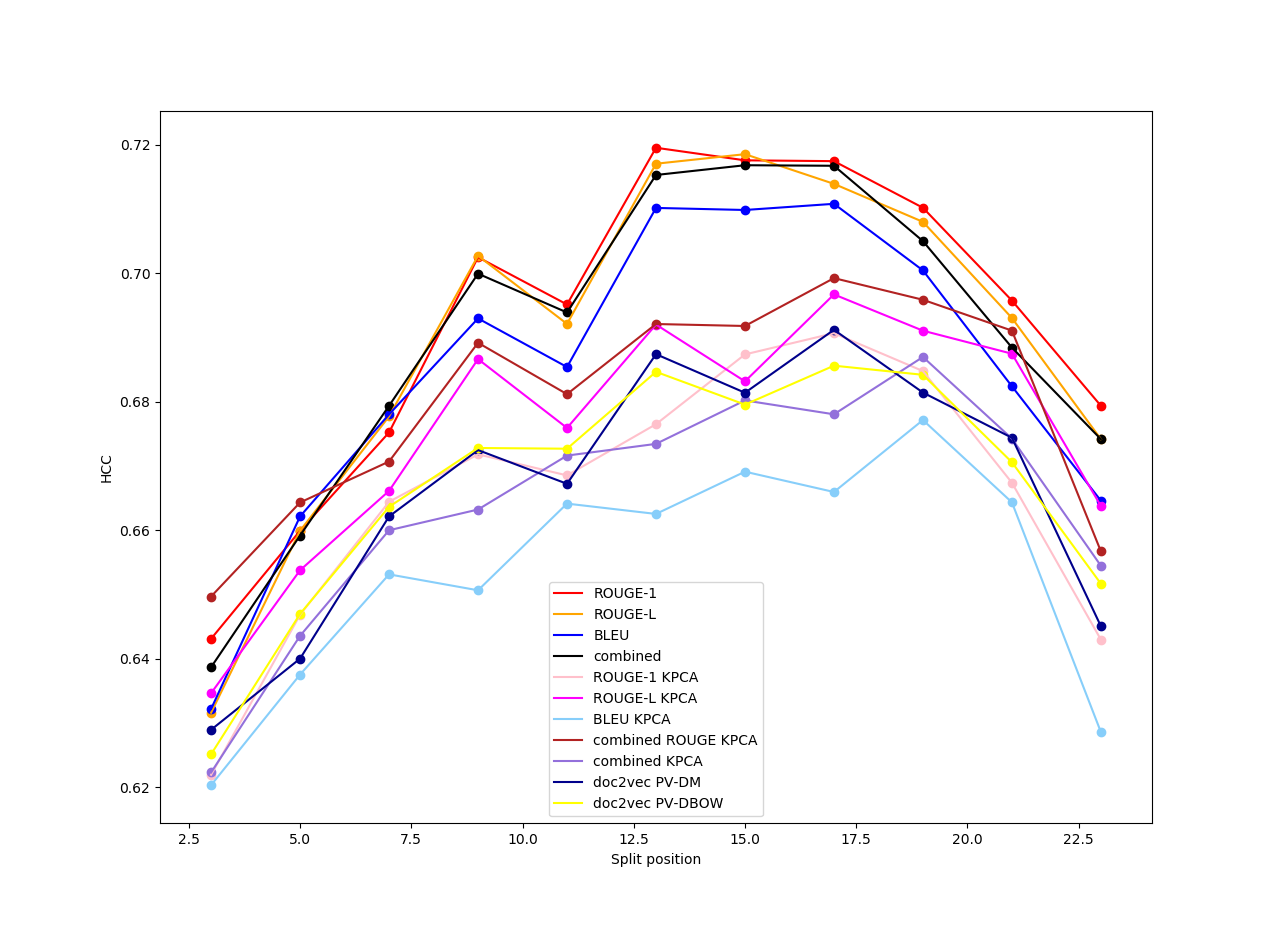 0.72
0.70
0.68
0.66
0.64
0.62
HCC
2.5 5.0 7.5 10.0 12.5 15.0 17.5 20.0 22.5
Split position
ROUGE-1
ROUGE-L
BLEU
combined
ROUGE-1 KPCA
ROUGE-L KPCA
BLEU KPCA
combined ROUGE KPCA
combined KPCA
doc2vec PV-DM
doc2vec PV-DBOW